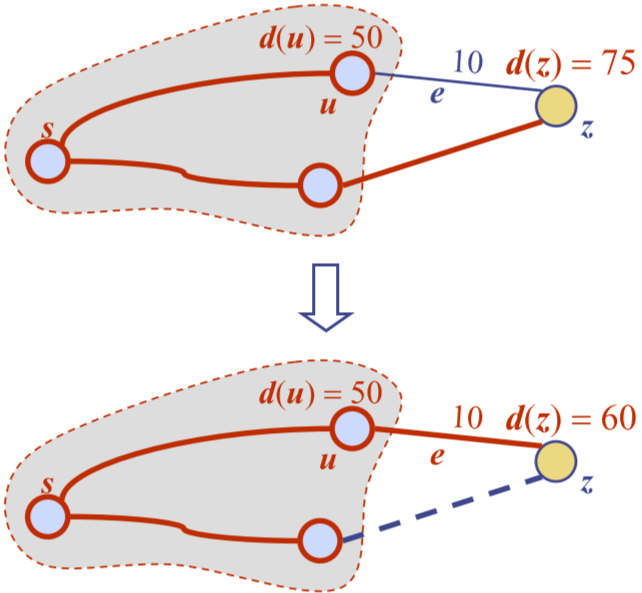 d(u) = 50
10 d(z) = 75
e
u
z
s
d(u) = 50
10 d(z) = 60
e
u
z
s